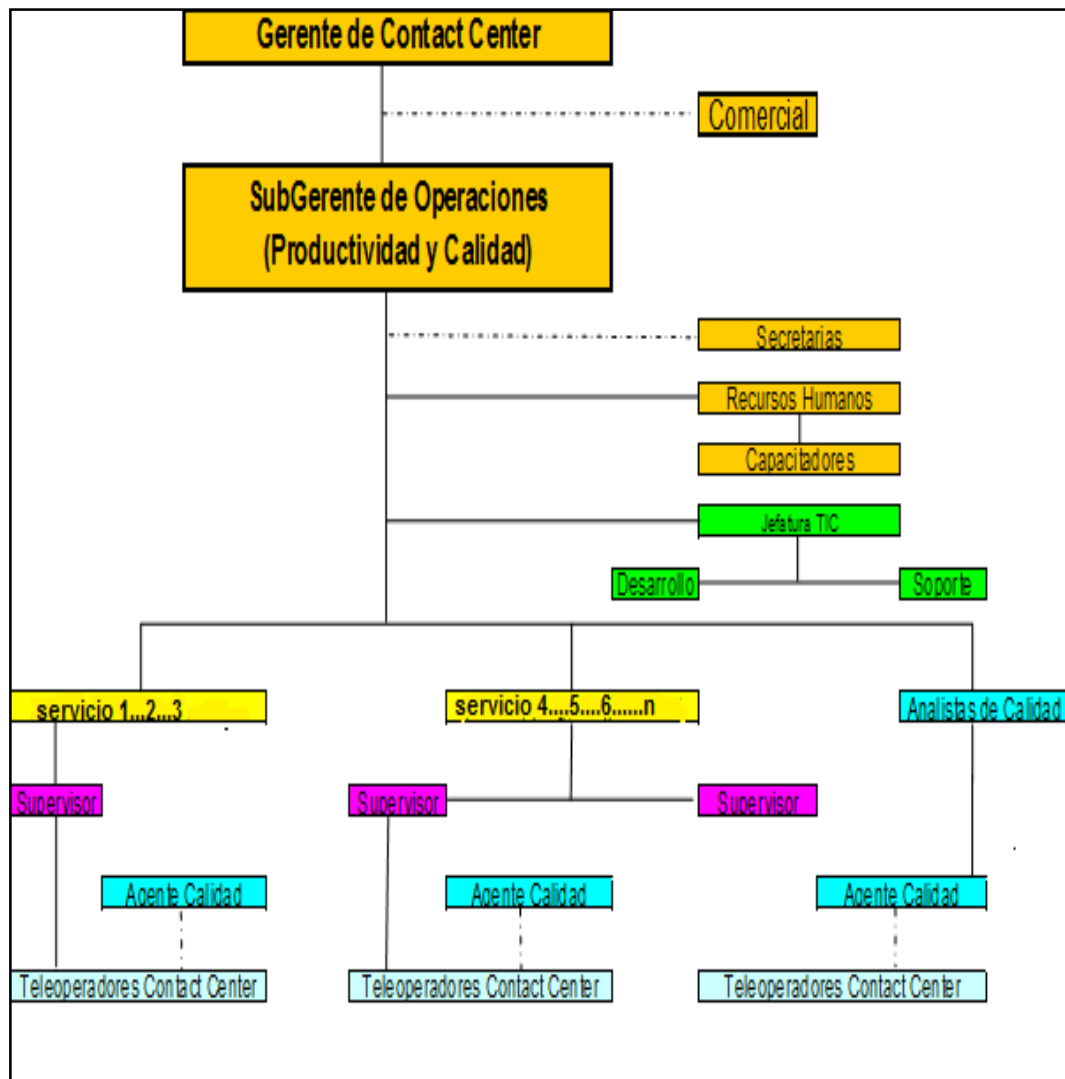 Gerente de Contact Center
Comercial
SubGerente de Operaciones
(Productividad y Calidad)
Secretarias
Recursos Humanos
Capacitadores
Jefatura TIC
Desarrollo
Soporte
servicio 1...2...3
servicio 4....5....6......n
Analistas de Calidad
Supervisor
Supervisor
Supervisor
Agente Calidad
Agente Calidad
Agente Calidad
Teleoperadores Contact Center
Teleoperadores Contact Center
Teleoperadores Contact Center